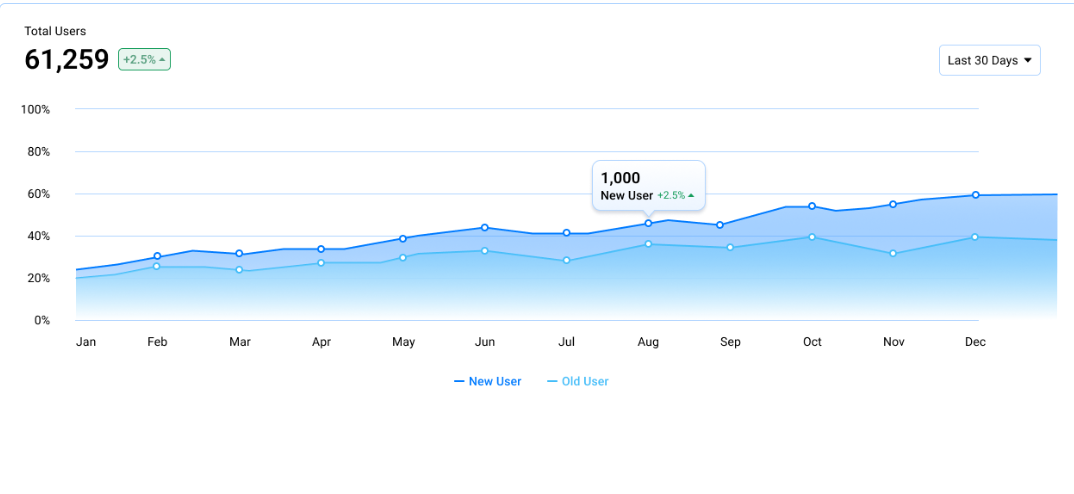 Total Users
61,259 +2.5%
Last 30 Days
100%
80%
60%
40%
20%
0%
1,000
New User +2.5%
Jan Feb Mar Apr May Jun Jul Aug Sep Oct Nov Dec
New User Old User